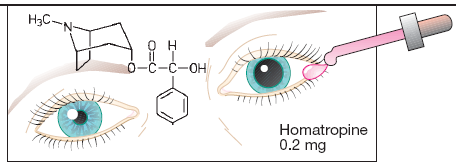 H₃C
N
O H
O—C—C—OH
Homatropine
0.2 mg